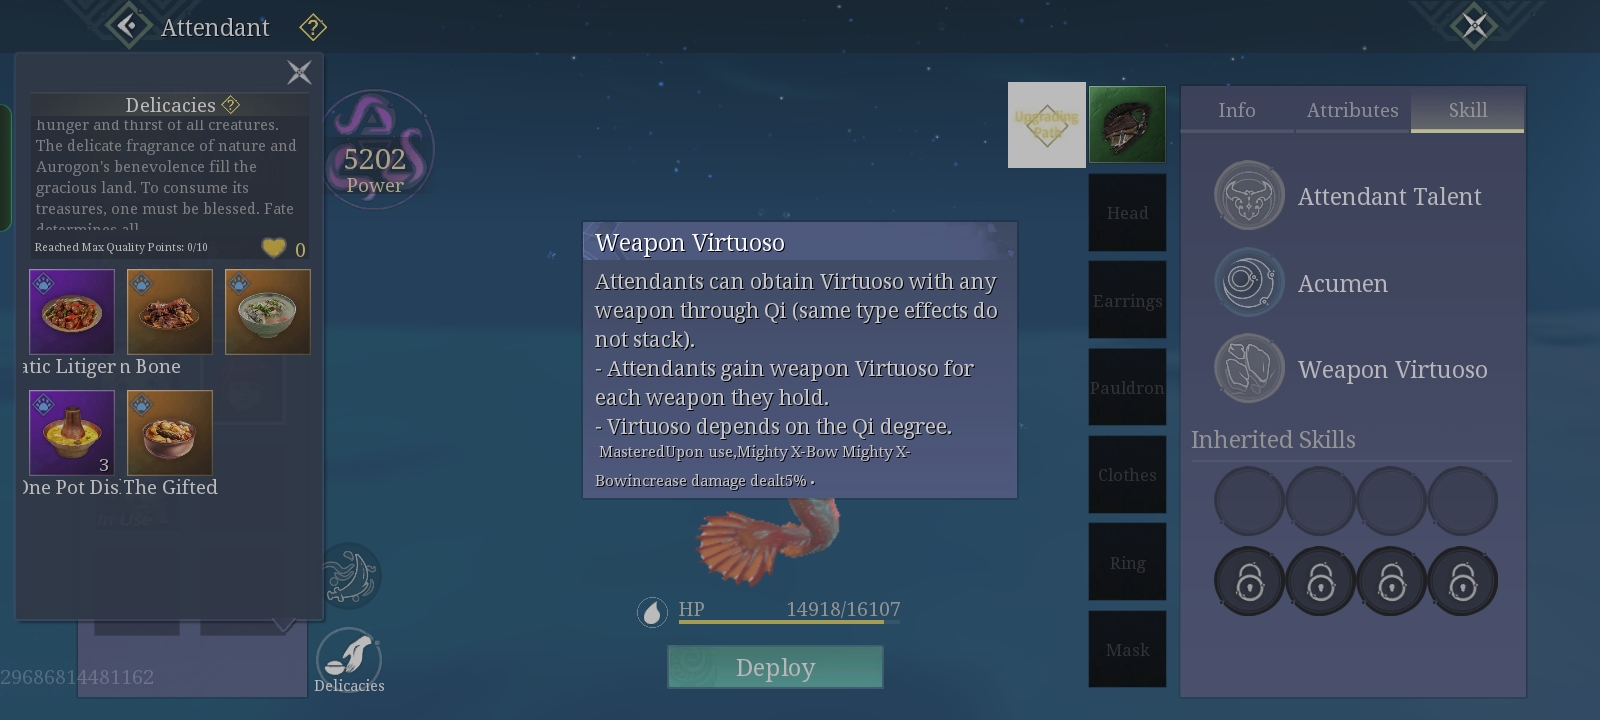 Attendant
Delicacies
hunger and thirst of all creatures.
The delicate fragrance of nature and
Aurogon's benevolence fill the
gracious land. To consume its
treasures, one must be blessed. Fate
determines all
Reached Max Quality Points: 0/10
0
atic Litiger n Bone
3
One Pot Dis The Gifted
In Use
5202
Power
29686814481162
Delicacies
Weapon Virtuoso
Attendants can obtain Virtuoso with any
weapon through Qi (same type effects do
not stack).
- Attendants gain weapon Virtuoso for
each weapon they hold.
- Virtuoso depends on the Qi degree.
MasteredUpon use,Mighty X-Bow Mighty X-
Bowincrease damage dealt5% •
HP 14918/16107
Deploy
Upgrading
Path
Head
Earrings
Pauldron
Clothes
Ring
Mask
Info Attributes Skill
Attendant Talent
Acumen
Weapon Virtuoso
Inherited Skills